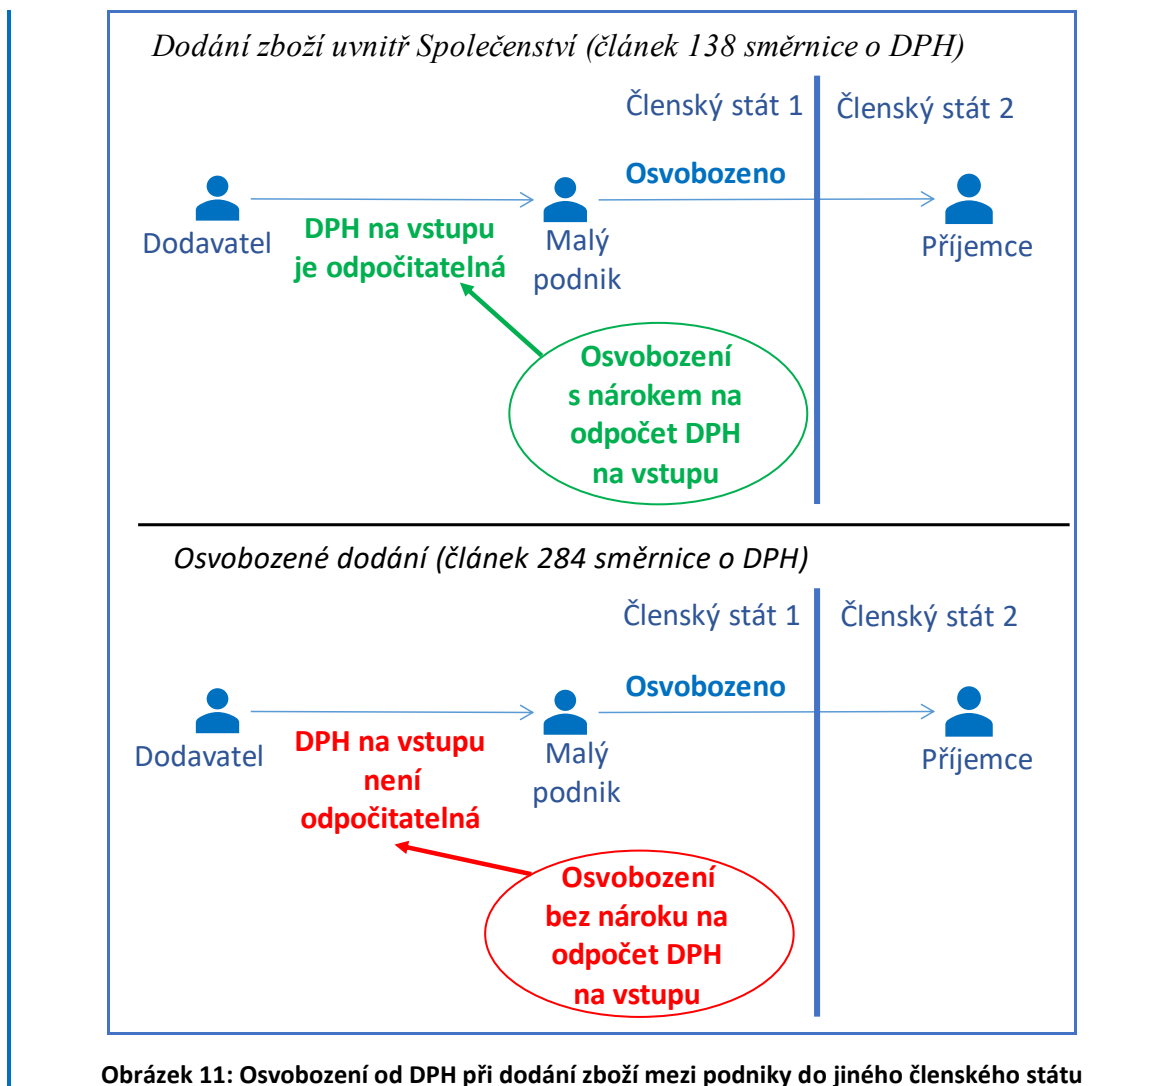 Dodání zboží uvnitř Společenství (článek 138 směrnice o DPH)
Členský stát 1
Členský stát 2
Osvobozeno
Dodavatel
DPH na vstupu
je odpočitatelná
Malý
podnik
Příjemce
Osvobození
s nárokem na
odpočet DPH
na vstupu
Osvobozené dodání (článek 284 směrnice o DPH)
Členský stát 1
Členský stát 2
Osvobozeno
Dodavatel
DPH na vstupu
není
odpočitatelná
Malý
podnik
Příjemce
Osvobození
bez nároku na
odpočet DPH
na vstupu
Obrázek 11: Osvobození od DPH při dodání zboží mezi podniky do jiného členského státu